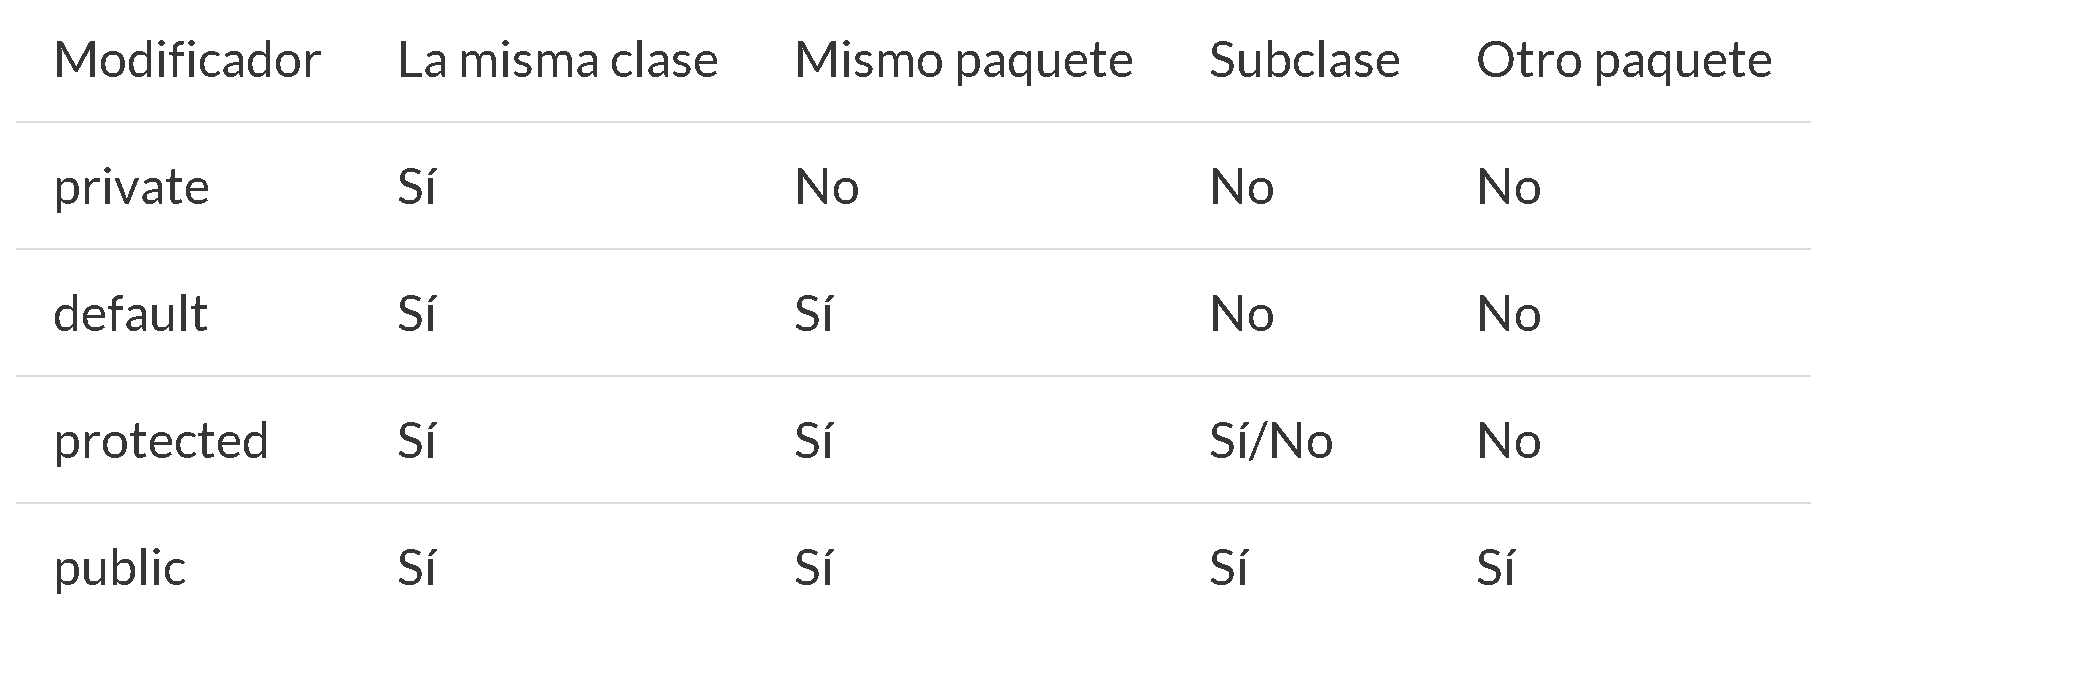 Modificador La misma clase Mismo paquete Subclase Otro paquete
private Sí No No No
default Sí Sí No No
protected Sí Sí Sí/No No
public Sí Sí Sí Sí